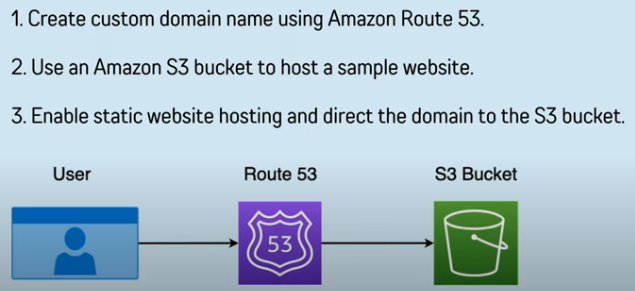 1. Create custom domain name using Amazon Route 53.
2. Use an Amazon S3 bucket to host a sample website.
3. Enable static website hosting and direct the domain to the S3 bucket.
User Route 53 S3 Bucket
53